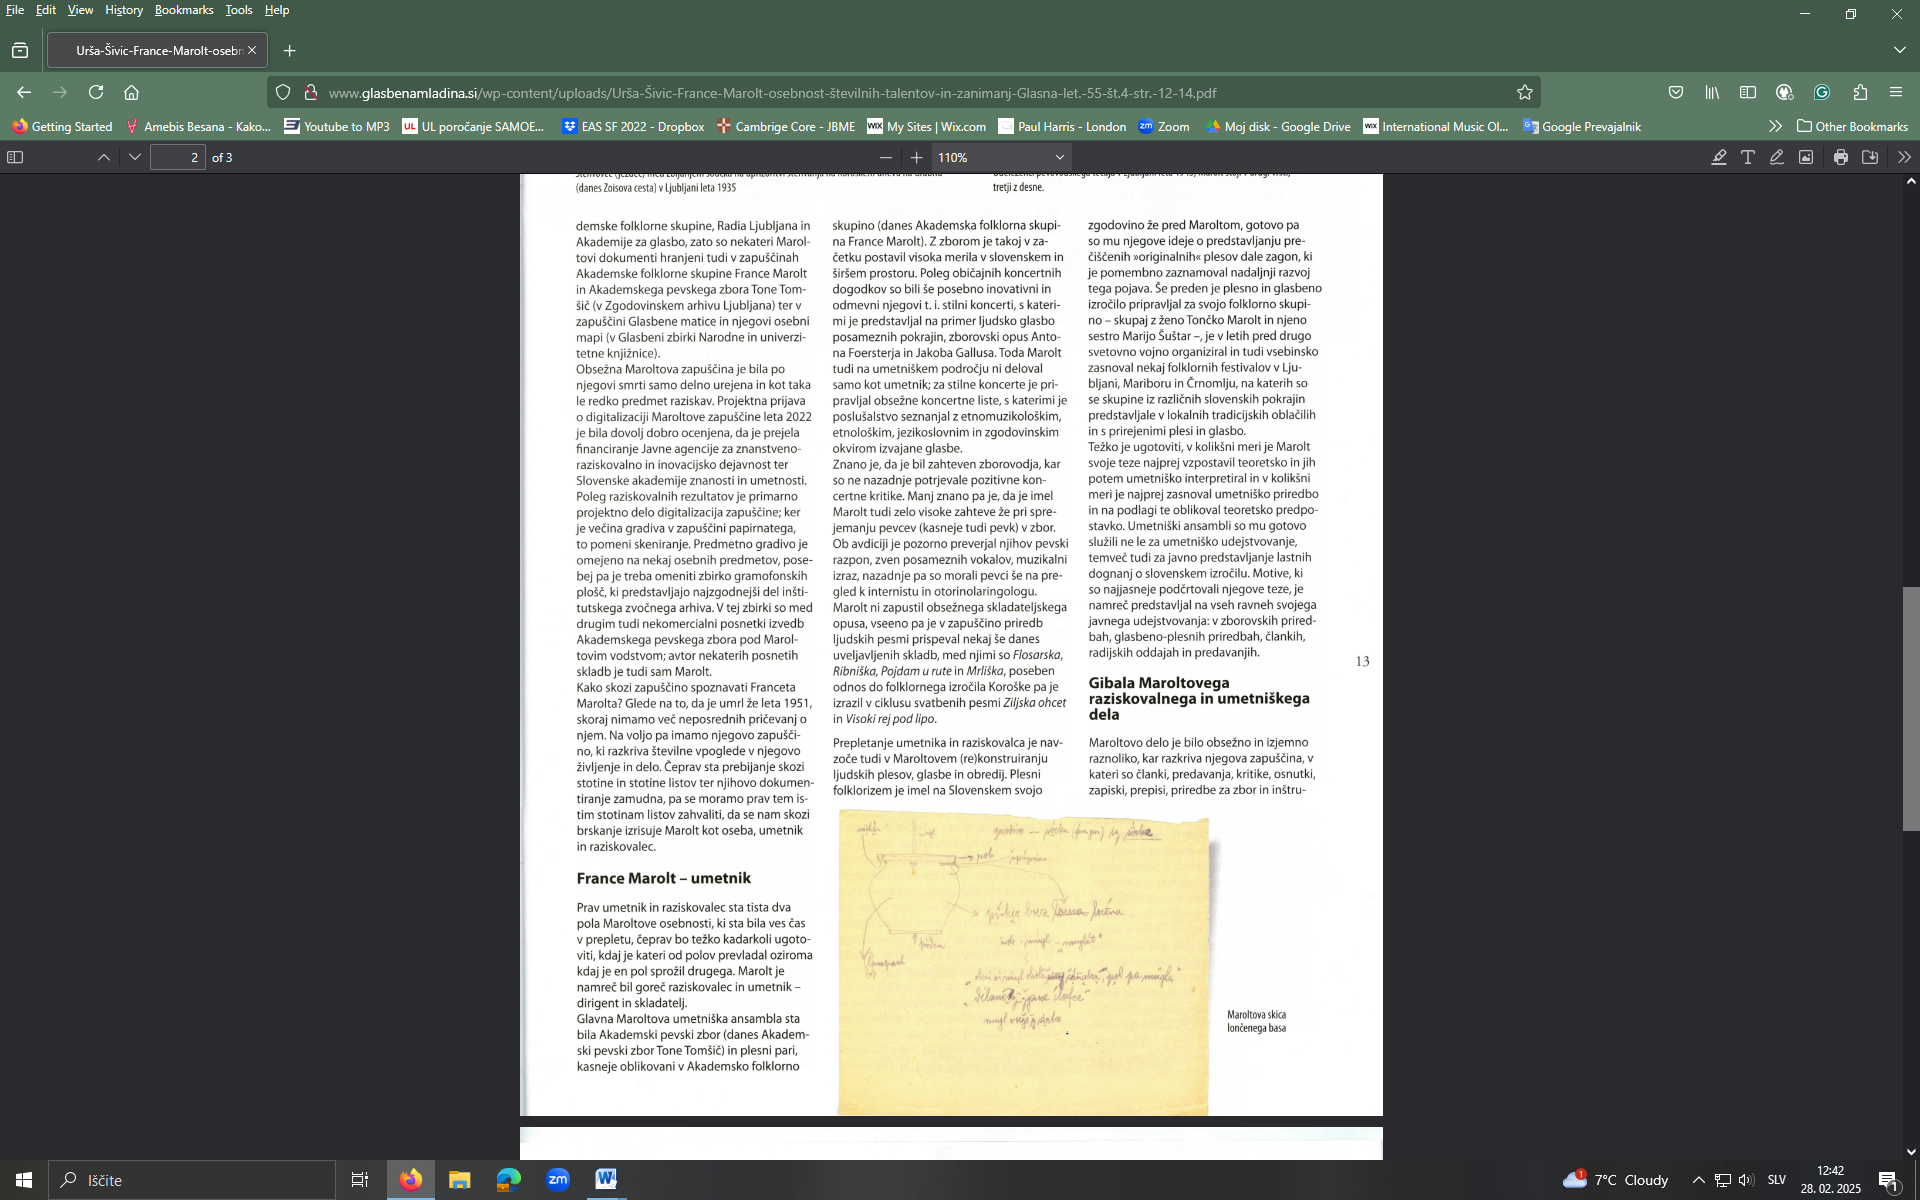 File Edit View History Bookmarks Tools Help
Urša-Šivic-France-Marolt-osebn
www.glasbenamladina.si/wp-content/uploads/Urša-Šivic-France-Marolt-osebnost-številnih-talentov-in-zanimanj-Glasna-let.-55-št.4-str.-12-14.pdf
Getting Started Amebis Besana - Kako... Youtube to MP3 UL poročanje SAMOE... EAS SF 2022 - Dropbox Cambrige Core - JBME My Sites | Wix.com Paul Harris - London Zoom Moj disk - Google Drive International Music Ol... Google Prevajalnik Other Bookmarks
2 of 3 110%
(danes Zoisova cesta) v Ljubljani leta 1935
tretji z desne.
demske folklorne skupine, Radia Ljubljana in
Akademije za glasbo, zato so nekateri Marol-
tovi dokumenti hranjeni tudi v zapuščinah
Akademske folklorne skupine France Marolt
in Akademskega pevskega zbora Tone Tom-
šič (v Zgodovinskem arhivu Ljubljana) ter v
zapuščini Glasbene matice in njegovi osebni
mapi (v Glasbeni zbirki Narodne in univerzi-
tetne knjižnice).
Obsežna Maroltova zapuščina je bila po
njegovi smrti samo delno urejena in kot taka
le redko predmet raziskav. Projektna prijava
o digitalizaciji Maroltove zapuščine leta 2022
je bila dovolj dobro ocenjena, da je prejela
financiranje Javne agencije za znanstveno-
raziskovalno in inovacijsko dejavnost ter
Slovenske akademije znanosti in umetnosti.
Poleg raziskovalnih rezultatov je primarno
projektno delo digitalizacija zapuščine; ker
je večina gradiva v zapuščini papirnatega,
to pomeni skeniranje. Predmetno gradivo je
omejeno na nekaj osebnih predmetov, pose-
bej pa je treba omeniti zbirko gramofonskih
plošč, ki predstavljajo najzgodnejši del inšti-
tutskega zvočnega arhiva. V tej zbirki so med
drugim tudi nekomercialni posnetki izvedb
Akademskega pevskega zbora pod Marol-
tovim vodstvom; avtor nekaterih posnetih
skladb je tudi sam Marolt.
Kako skozi zapuščino spoznavati Franceta
Marolta? Glede na to, da je umrl že leta 1951,
skoraj nimamo več neposrednih pričevanj o
njem. Na voljo pa imamo njegovo zapušči-
no, ki razkriva številne vpoglede v njegovo
življenje in delo. Čeprav sta prebijanje skozi
stotine in stotine listov ter njihovo dokumen-
tiranje zamudna, pa se moramo prav tem is-
tim stotinam listov zahvaliti, da se nam skozi
brskanje izrisuje Marolt kot oseba, umetnik
in raziskovalec.
France Marolt – umetnik
Prav umetnik in raziskovalec sta tista dva
pola Maroltove osebnosti, ki sta bila ves čas
v prepletu, čeprav bo težko kadarkoli ugoto-
viti, kdaj je kateri od polov prevladal oziroma
kdaj je en pol sprožil drugega. Marolt je
namreč bil goreč raziskovalec in umetnik –
dirigent in skladatelj.
Glavna Maroltova umetniška ansambla sta
bila Akademski pevski zbor (danes Akadem-
ski pevski zbor Tone Tomšič) in plesni pari,
kasneje oblikovani v Akademsko folklorno
skupino (danes Akademska folklorna skupi-
na France Marolt). Z zborom je takoj v za-
četku postavil visoka merila v slovenskem in
širšem prostoru. Poleg običajnih koncertnih
dogodkov so bili še posebno inovativni in
odmevni njegovi t. i. stilni koncerti, s kateri-
mi je predstavljal na primer ljudsko glasbo
posameznih pokrajin, zborovski opus Anto-
na Foersterja in Jakoba Gallusa. Toda Marolt
tudi na umetniškem področju ni deloval
samo kot umetnik; za stilne koncerte je pri-
pravljal obsežne koncertne liste, s katerimi je
poslušalstvo seznanjal z etnomuzikološkim,
etnološkim, jezikoslovnim in zgodovinskim
okvirom izvajane glasbe.
Znano je, da je bil zahteven zborovodja, kar
so ne nazadnje potrjevale pozitivne kon-
certne kritike. Manj znano pa je, da je imel
Marolt tudi zelo visoke zahteve že pri spre-
jemanju pevcev (kasneje tudi pevk) v zbor.
Ob avdiciji je pozorno preverjal njihov pevski
razpon, zven posameznih vokalov, muzikalni
izraz, nazadnje pa so morali pevci še na pre-
gled k internistu in otorinolaringologu.
Marolt ni zapustil obsežnega skladateljskega
opusa, vseeno pa je v zapuščino priredb
ljudskih pesmi prispeval nekaj še danes
uveljavljenih skladb, med njimi so Flosarska,
Ribniška, Pojdam u rute in Mrliška, poseben
odnos do folklornega izročila Koroške pa je
izrazil v ciklusu svatbenih pesmi Ziljska ohcet
in Visoki rej pod lipo.
Prepletanje umetnika in raziskovalca je nav-
zoče tudi v Maroltovem (re)konstruiranju
ljudskih plesov, glasbe in obredij. Plesni
folklorizem je imel na Slovenskem svojo
zgodovino že pred Maroltom, gotovo pa
so mu njegove ideje o predstavljanju pre-
čiščenih »originalnih« plesov dale zagon, ki
je pomembno zaznamoval nadaljnji razvoj
tega pojava. Še preden je plesno in glasbeno
izročilo pripravljal za svojo folklorno skupi-
no – skupaj z ženo Tončko Marolt in njeno
sestro Marijo Šuštar –, je v letih pred drugo
svetovno vojno organiziral in tudi vsebinsko
zasnoval nekaj folklornih festivalov v Lju-
bljani, Mariboru in Črnomlju, na katerih so
se skupine iz različnih slovenskih pokrajin
predstavljale v lokalnih tradicijskih oblačilih
in s prirejenimi plesi in glasbo.
Težko je ugotoviti, v kolikšni meri je Marolt
svoje teze najprej vzpostavil teoretsko in jih
potem umetniško interpretiral in v kolikšni
meri je najprej zasnoval umetniško priredbo
in na podlagi te oblikoval teoretsko predpo-
stavko. Umetniški ansambli so mu gotovo
služili ne le za umetniško udejstvovanje,
temveč tudi za javno predstavljanje lastnih
dognanj o slovenskem izročilu. Motive, ki
so najjasneje podčrtovali njegove teze, je
namreč predstavljal na vseh ravneh svojega
javnega udejstvovanja: v zborovskih prired-
bah, glasbeno-plesnih priredbah, člankih,
radijskih oddajah in predavanjih.
13
Gibala Maroltovega
raziskovalnega in umetniškega
dela
Maroltovo delo je bilo obsežno in izjemno
raznoliko, kar razkriva njegova zapuščina, v
kateri so članki, predavanja, kritike, osnutki,
zapiski, prepisi, priredbe za zbor in inštru-
Maroltova skica
lončenega basa
Iščite
7°C Cloudy SLV 12:42
28. 02. 2025